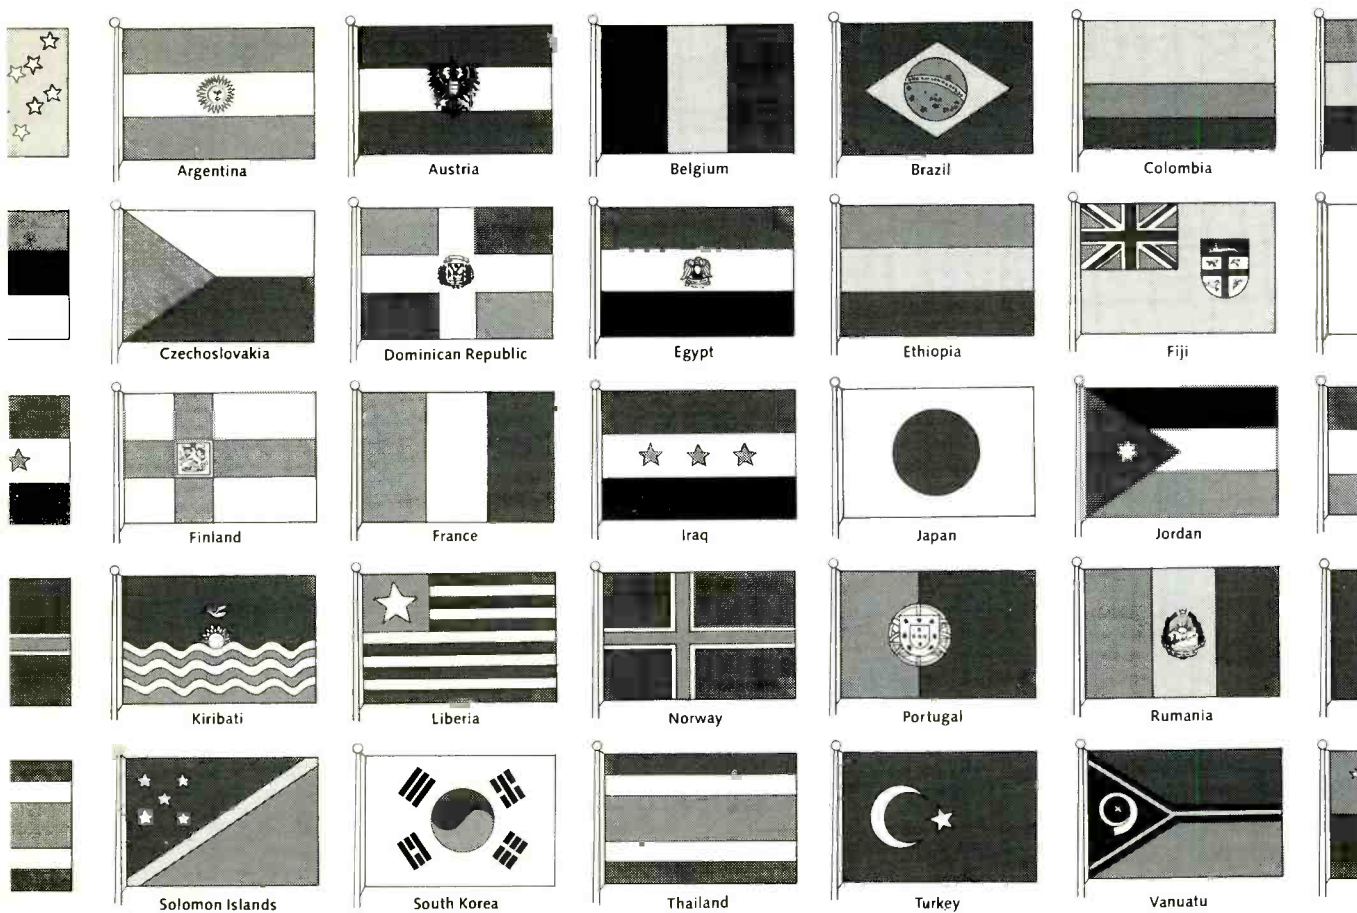 Argentina
Austria
Belgium
Brazil
Colombia
Czechoslovakia
Dominican Republic
Egypt
Ethiopia
Fiji
Finland
France
Iraq
Japan
Jordan
Kiribati
Liberia
Norway
Portugal
Rumania
Solomon Islands
South Korea
Thailand
Turkey
Vanuatu